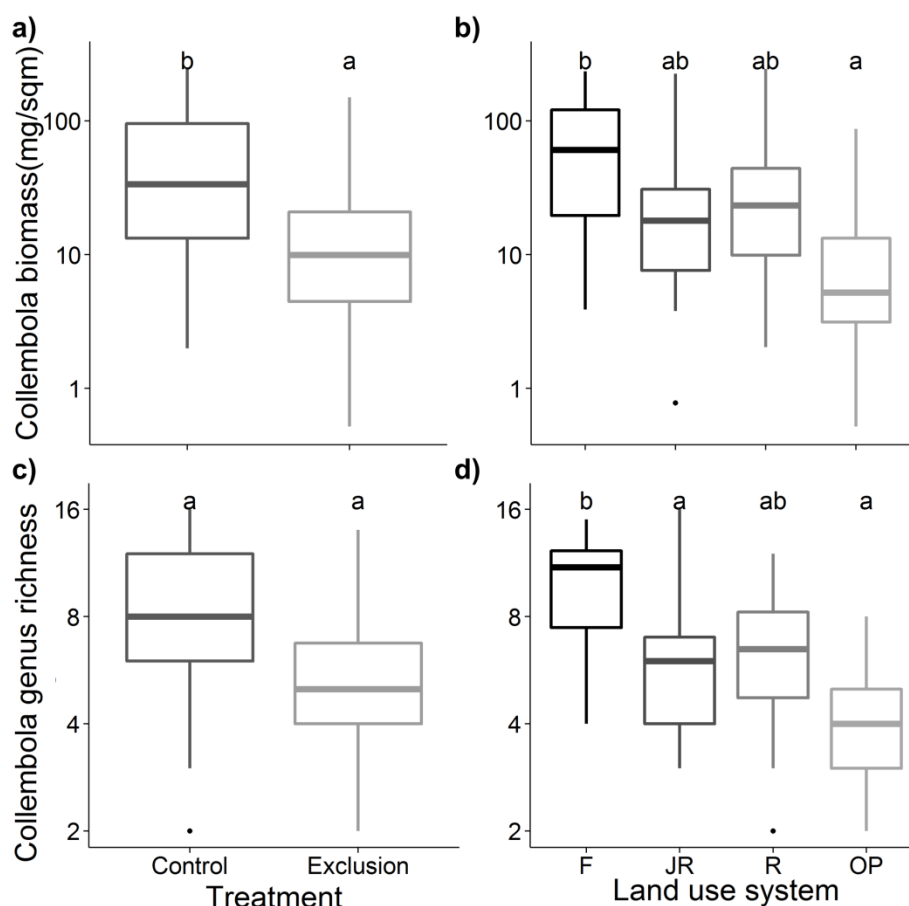 a)
b a
Collembola biomass(mg/sqm)
100
10
1
b)
b ab ab a
100
10
1
c)
a a
Collembola genus richness
16
8
4
2
Control Exclusion
Treatment
d)
b a ab a
16
8
4
2
F JR R OP
Land use system